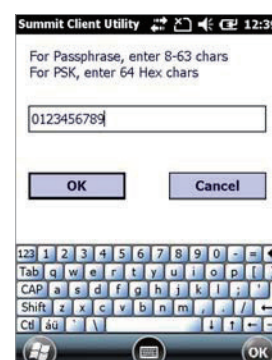 Summit Client Utility 12:39
For Passphrase, enter 8-63 chars
For PSK, enter 64 Hex chars
0123456789
OK Cancel
123 1 2 3 4 5 6 7 8 9 0 - =
Tab q w e r t y u i o p [ ]
CAP a s d f g h j k l ; '
Shift z x c v b n m , . /
Ctl áü ` \
OK